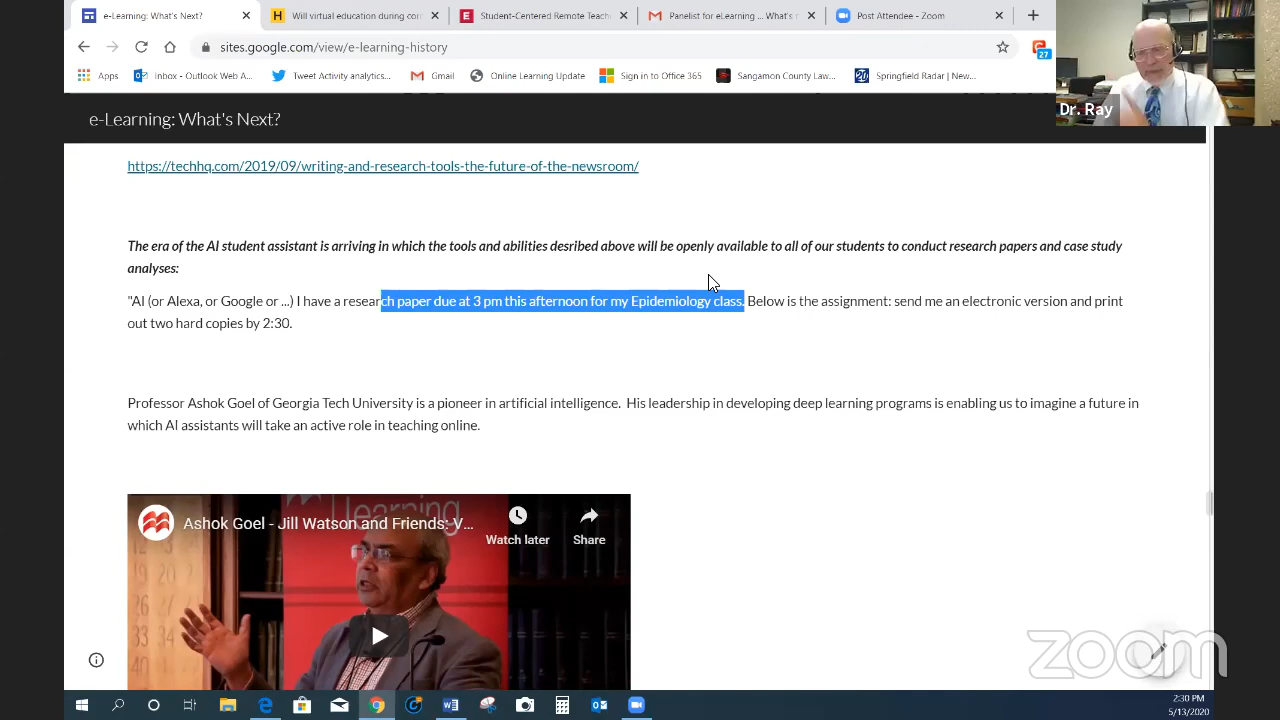 e-Learning: What's Next?
Will virtual education during cor
Student-Centered Remote Teach
Panelist for eLearning ... What's n
Post Attendee - Zoom
sites.google.com/view/e-learning-history
27
Apps
Inbox - Outlook Web A...
Tweet Activity analytics...
Gmail
Online Learning Update
Sign in to Office 365
Sangamon County Law...
Springfield Radar | New...
Dr. Ray
e-Learning: What's Next?
https://techhq.com/2019/09/writing-and-research-tools-the-future-of-the-newsroom/
The era of the AI student assistant is arriving in which the tools and abilities desribed above will be openly available to all of our students to conduct research papers and case study
analyses:
"AI (or Alexa, or Google or ...) I have a research paper due at 3 pm this afternoon for my Epidemiology class. Below is the assignment: send me an electronic version and print
out two hard copies by 2:30.
Professor Ashok Goel of Georgia Tech University is a pioneer in artificial intelligence.  His leadership in developing deep learning programs is enabling us to imagine a future in
which AI assistants will take an active role in teaching online.
learning
Ashok Goel - Jill Watson and Friends: V...
Watch later
Share
zoom
2:30 PM
5/13/2020